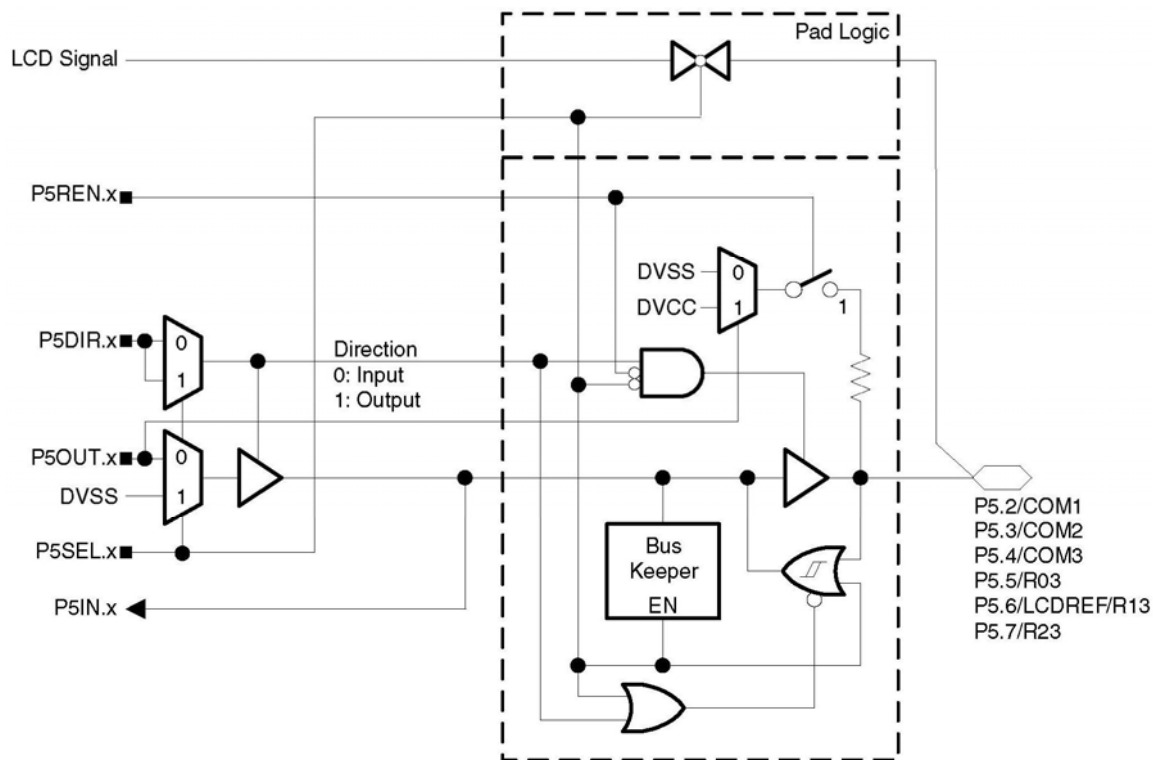 Pad Logic
LCD Signal
P5REN.x
DVSS
0
DVCC
1
1
P5DIR.x
0
1
Direction
0: Input
1: Output
P5OUT.x
0
DVSS
1
P5SEL.x
P5IN.x
Bus
Keeper
EN
P5.2/COM1
P5.3/COM2
P5.4/COM3
P5.5/R03
P5.6/LCDREF/R13
P5.7/R23